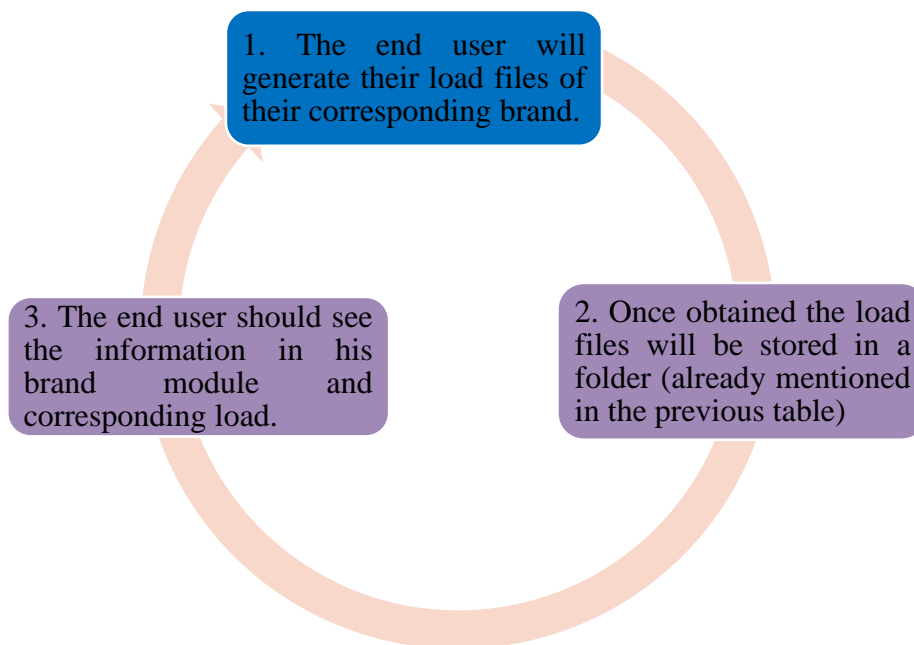 1. The end user will
generate their load files of
their corresponding brand.
2. Once obtained the load
files will be stored in a
folder (already mentioned
in the previous table)
3. The end user should see
the information in his
brand module and
corresponding load.